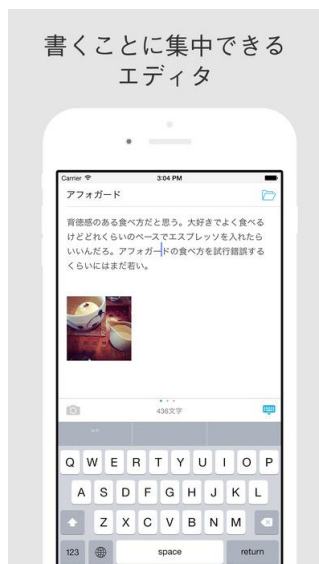 書くことに集中できる
エディタ
Carrier 3:04 PM
アフォガード
背徳感のある食べ方だと思う。大好きでよく食べる
けどどれくらいのペースでエスプレッソを入れたら
いいんだろ。アフォガードの食べ方を試行錯誤する
くらいにはまだ若い。
436文字
Q W E R T Y U I O P
A S D F G H J K L
Z X C V B N M
123 space return